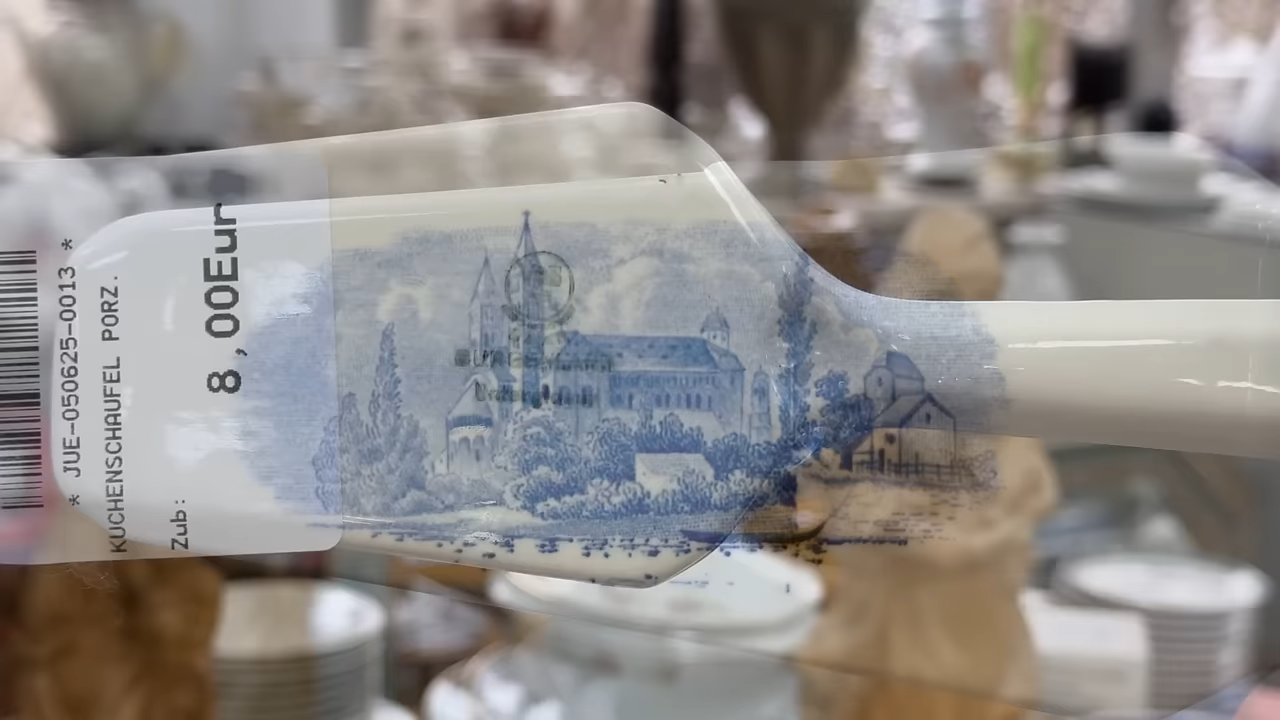 * JUE-050625-0013 *
KUCHENSCHAUFEL PORZ.
Zub:
8,00Eur